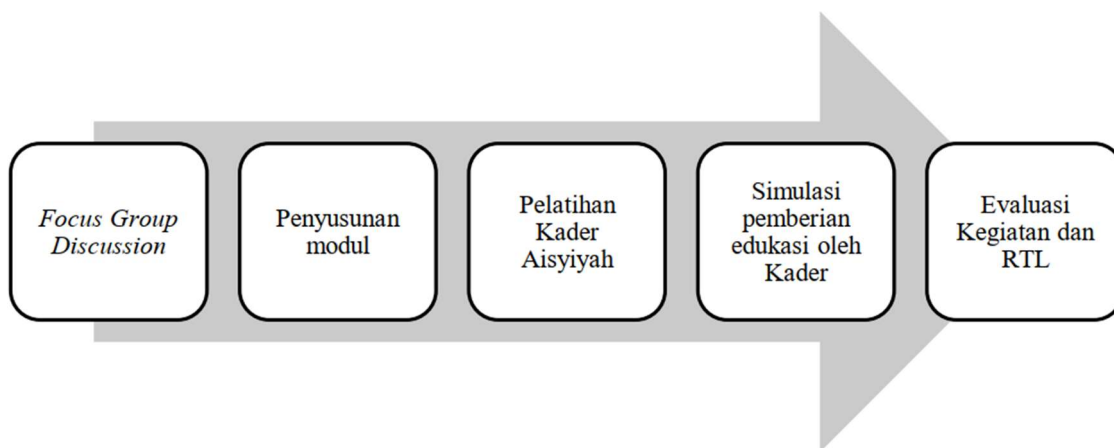 Focus Group
Discussion
Penyusunan
modul
Pelatihan
Kader
Aisyiyah
Simulasi
pemberian
edukasi oleh
Kader
Evaluasi
Kegiatan dan
RTL